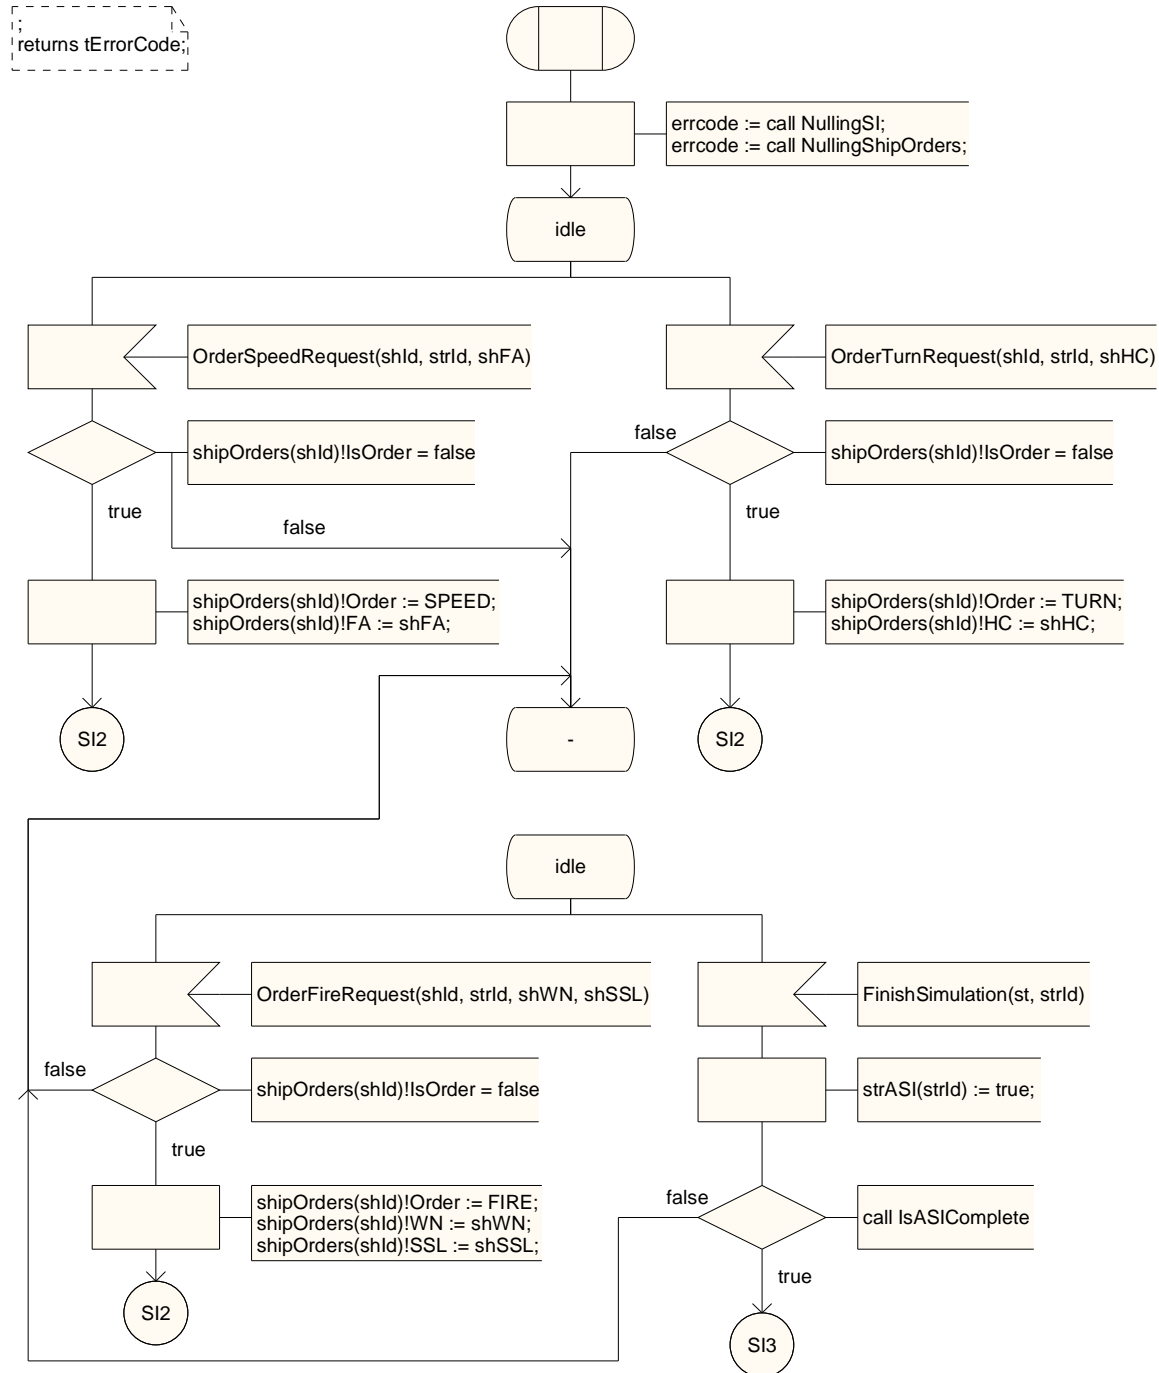 ;
returns tErrorCode;
errcode := call NullingSI;
errcode := call NullingShipOrders;
idle
OrderSpeedRequest(shId, strId, shFA)
OrderTurnRequest(shId, strId, shHC)
shipOrders(shId)!IsOrder = false
false
shipOrders(shId)!IsOrder = false
true
false
true
shipOrders(shId)!Order := SPEED;
shipOrders(shId)!FA := shFA;
shipOrders(shId)!Order := TURN;
shipOrders(shId)!HC := shHC;
SI2
-
SI2
idle
OrderFireRequest(shId, strId, shWN, shSSL)
FinishSimulation(st, strId)
false
shipOrders(shId)!IsOrder = false
strASI(strId) := true;
true
shipOrders(shId)!Order := FIRE;
shipOrders(shId)!WN := shWN;
shipOrders(shId)!SSL := shSSL;
false
call IsASIComplete
true
SI2
SI3